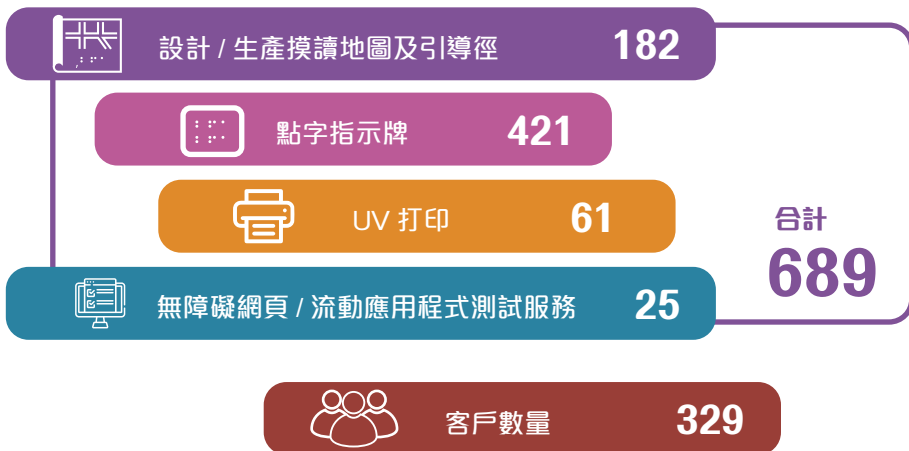 設計 / 生產摸讀地圖及引導徑 182
點字指示牌 421
UV 打印 61
合計
689
無障礙網頁 / 流動應用程式測試服務 25
客戶數量 329